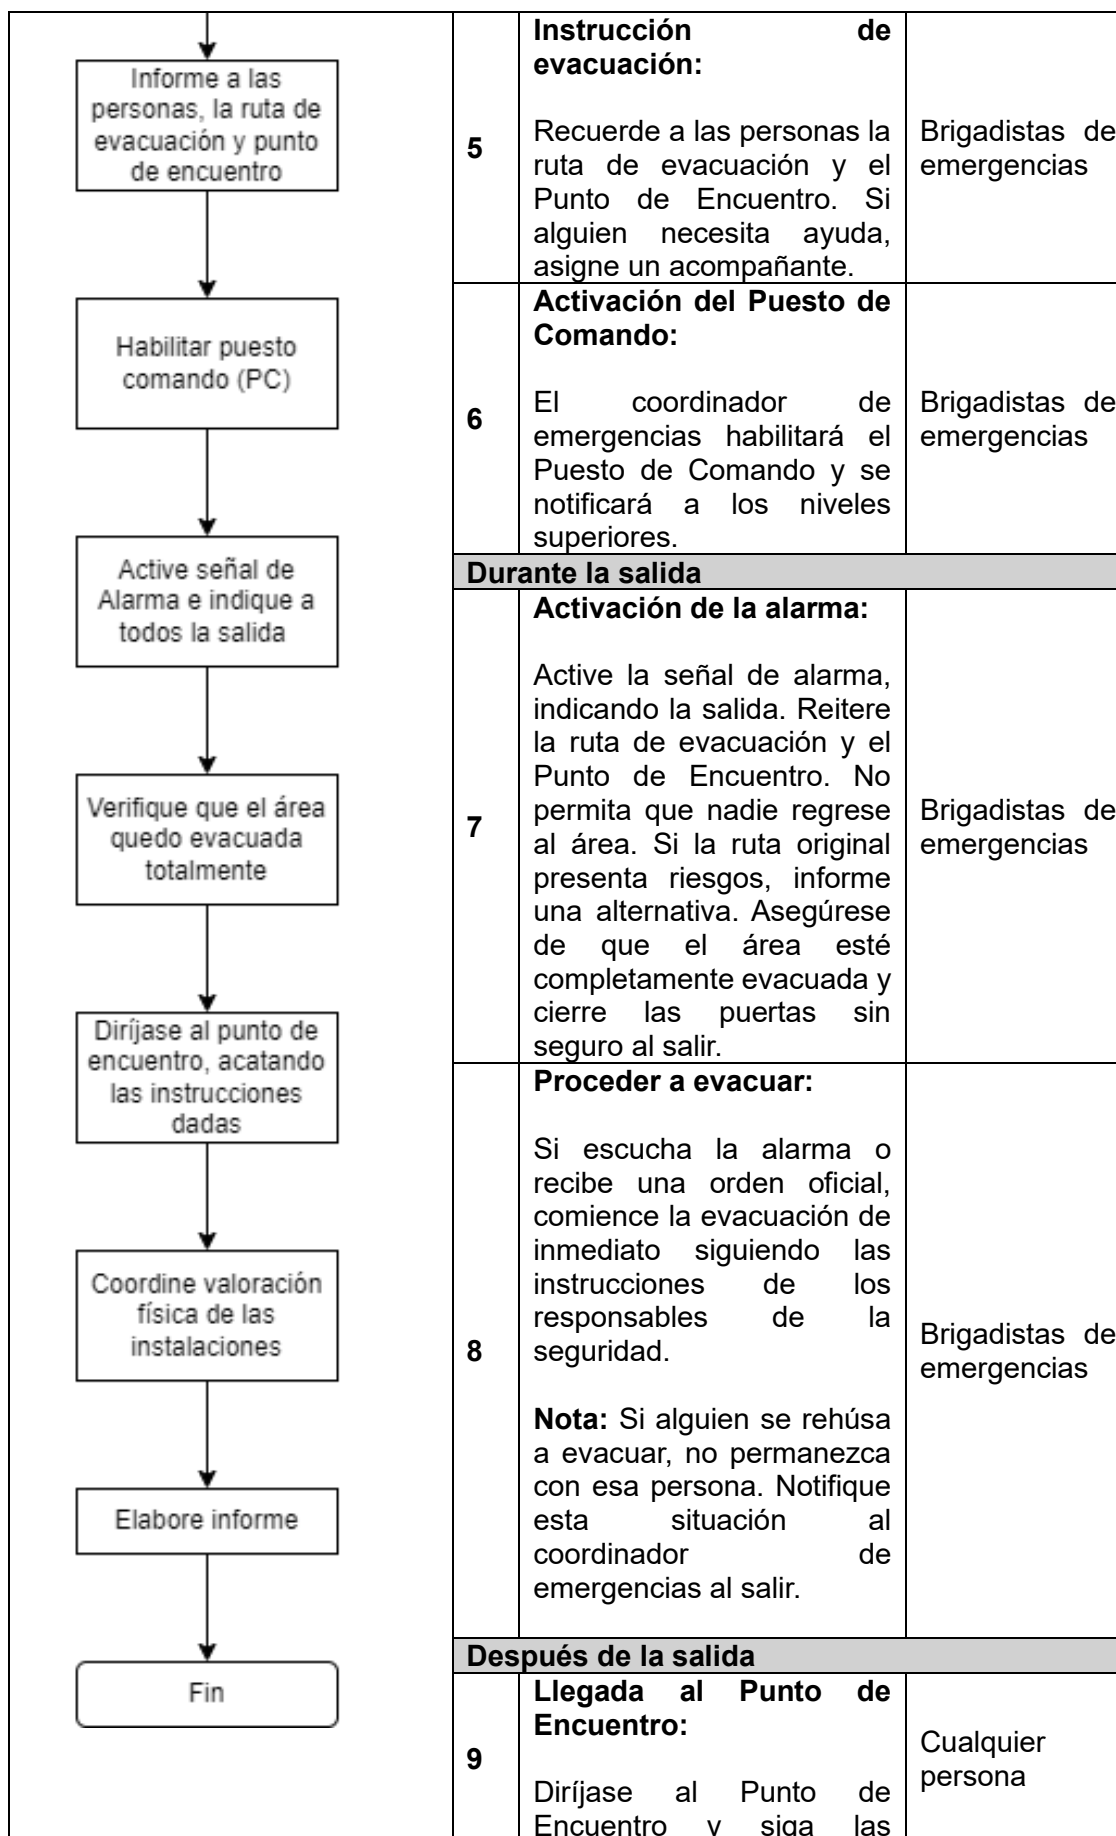 Informe a las
personas, la ruta de
evacuación y punto
de encuentro
Habilitar puesto
comando (PC)
Active señal de
Alarma e indique a
todos la salida
Verifique que el área
quedo evacuada
totalmente
Diríjase al punto de
encuentro, acatando
las instrucciones
dadas
Coordine valoración
física de las
instalaciones
Elabore informe
Fin
5
Instrucción de
evacuación:
Recuerde a las personas la
ruta de evacuación y el
Punto de Encuentro. Si
alguien necesita ayuda,
asigne un acompañante.
Brigadistas de
emergencias
6
Activación del Puesto de
Comando:
El coordinador de
emergencias habilitará el
Puesto de Comando y se
notificará a los niveles
superiores.
Brigadistas de
emergencias
Durante la salida
7
Activación de la alarma:
Active la señal de alarma,
indicando la salida. Reitere
la ruta de evacuación y el
Punto de Encuentro. No
permita que nadie regrese
al área. Si la ruta original
presenta riesgos, informe
una alternativa. Asegúrese
de que el área esté
completamente evacuada y
cierre las puertas sin
seguro al salir.
Brigadistas de
emergencias
8
Proceder a evacuar:
Si escucha la alarma o
recibe una orden oficial,
comience la evacuación de
inmediato siguiendo las
instrucciones de los
responsables de la
seguridad.
Nota: Si alguien se rehúsa
a evacuar, no permanezca
con esa persona. Notifique
esta situación al
coordinador de
emergencias al salir.
Brigadistas de
emergencias
Después de la salida
9
Llegada al Punto de
Encuentro:
Diríjase al Punto de
Encuentro y siga las
Cualquier
persona